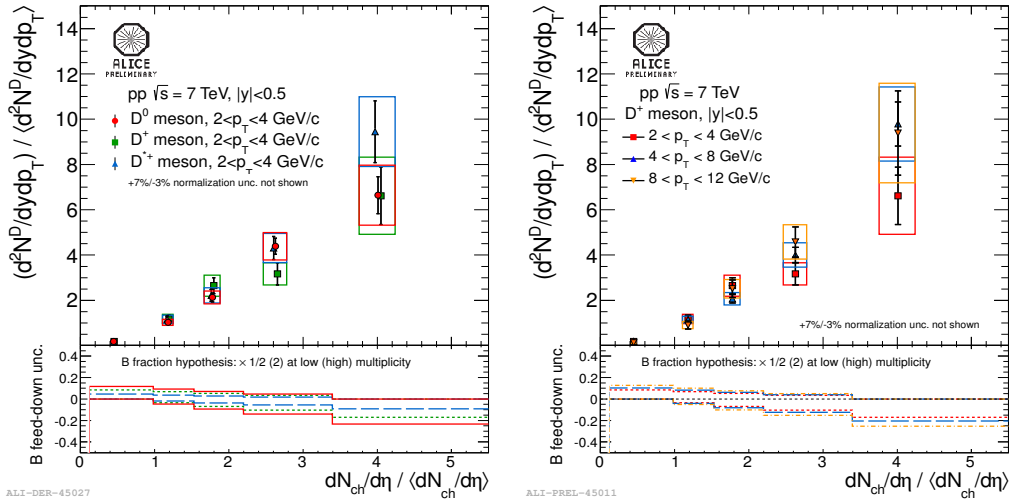 (d²N^D/dydp_T) / ⟨d²N^D/dydp_T⟩
14
12
10
8
6
4
2
ALICE
PRELIMINARY
pp √s = 7 TeV, |y|<0.5
D⁰ meson, 2<p_T<4 GeV/c
D⁺ meson, 2<p_T<4 GeV/c
D*⁺ meson, 2<p_T<4 GeV/c
+7%/-3% normalization unc. not shown
B feed-down unc.
0.4
0.2
0
-0.2
-0.4
B fraction hypothesis: × 1/2 (2) at low (high) multiplicity
0 1 2 3 4 5
dN_ch/dη / ⟨dN_ch/dη⟩
ALI-DER-45027
(d²N^D/dydp_T) / ⟨d²N^D/dydp_T⟩
14
12
10
8
6
4
2
ALICE
PRELIMINARY
pp √s = 7 TeV
D⁺ meson, |y|<0.5
2 < p_T < 4 GeV/c
4 < p_T < 8 GeV/c
8 < p_T < 12 GeV/c
+7%/-3% normalization unc. not shown
B feed-down unc.
0.4
0.2
0
-0.2
-0.4
B fraction hypothesis: × 1/2 (2) at low (high) multiplicity
0 1 2 3 4 5
dN_ch/dη / ⟨dN_ch/dη⟩
ALI-PREL-45011